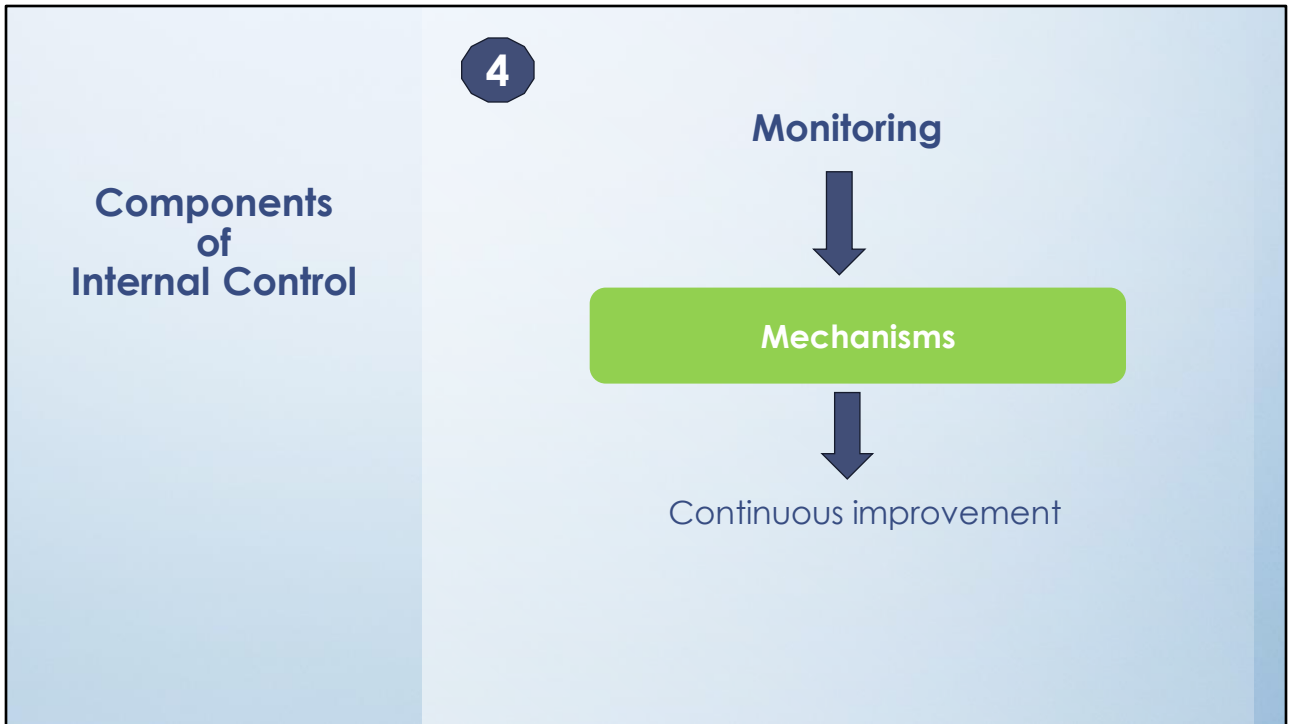 Components
of
Internal Control
4
Monitoring
Mechanisms
Continuous improvement